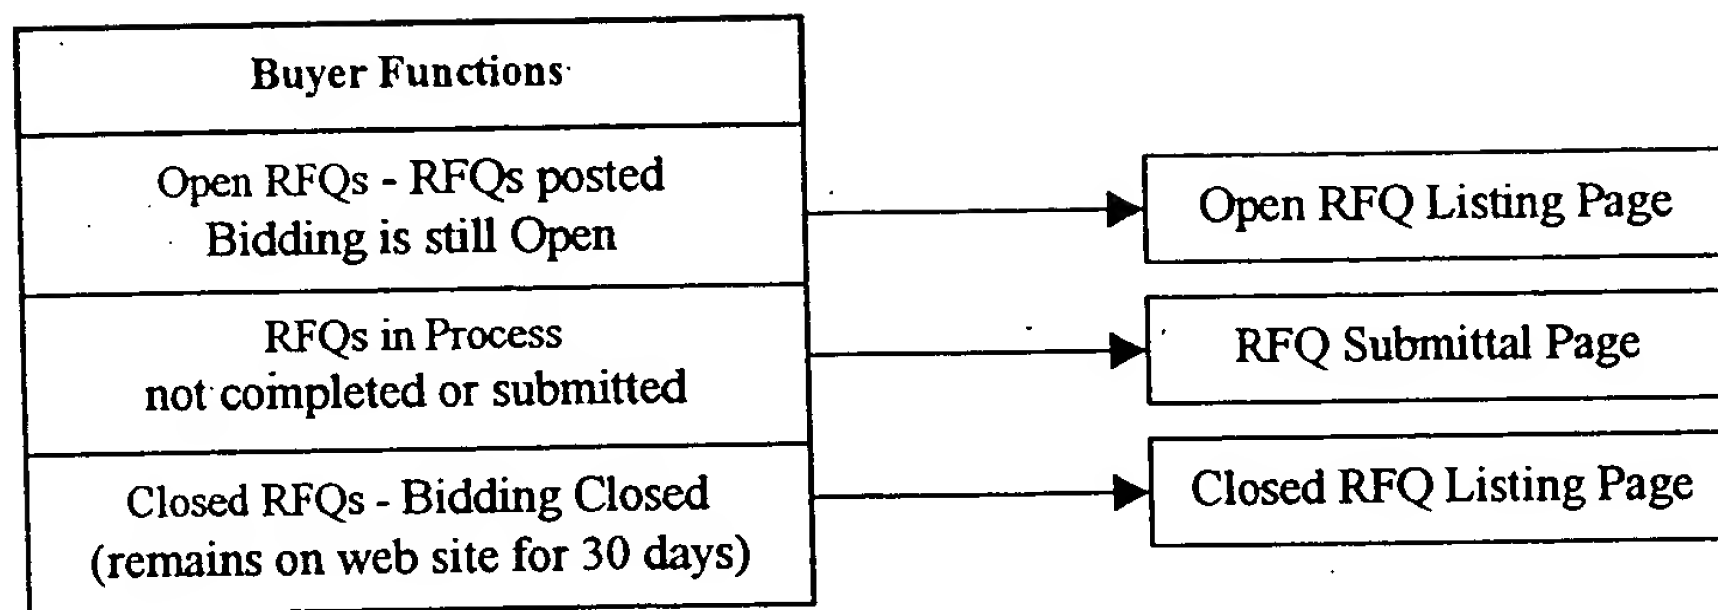 Buyer Functions
Open RFQs - RFQs posted
Bidding is still Open
Open RFQ Listing Page
RFQs in Process
not completed or submitted
RFQ Submittal Page
Closed RFQs - Bidding Closed
(remains on web site for 30 days)
Closed RFQ Listing Page